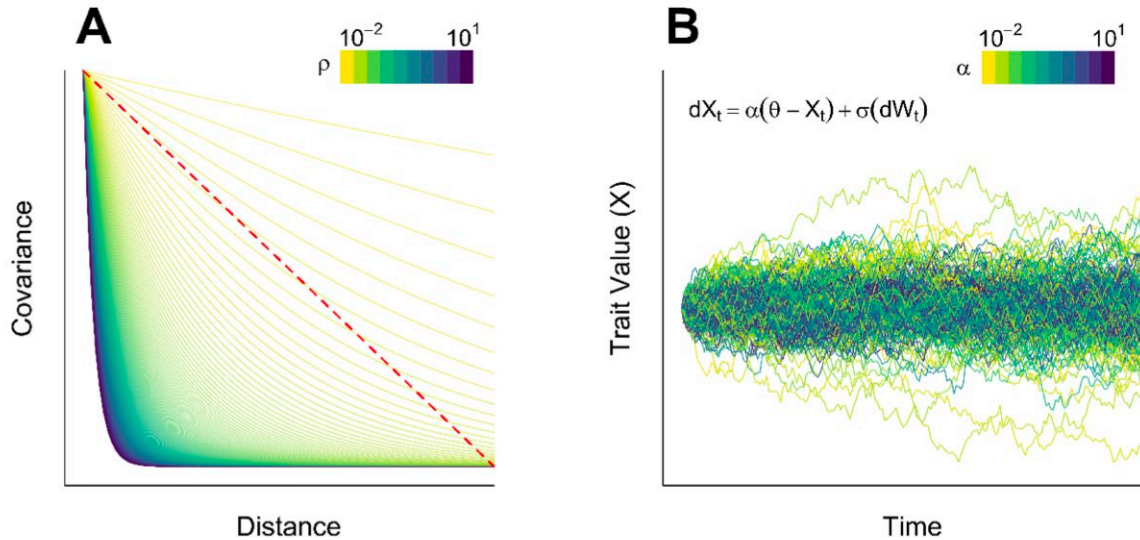 A
10⁻² 10¹
ρ
Covariance
Distance
B
10⁻² 10¹
α
dXₜ = α(θ − Xₜ) + σ(dWₜ)
Trait Value (X)
Time